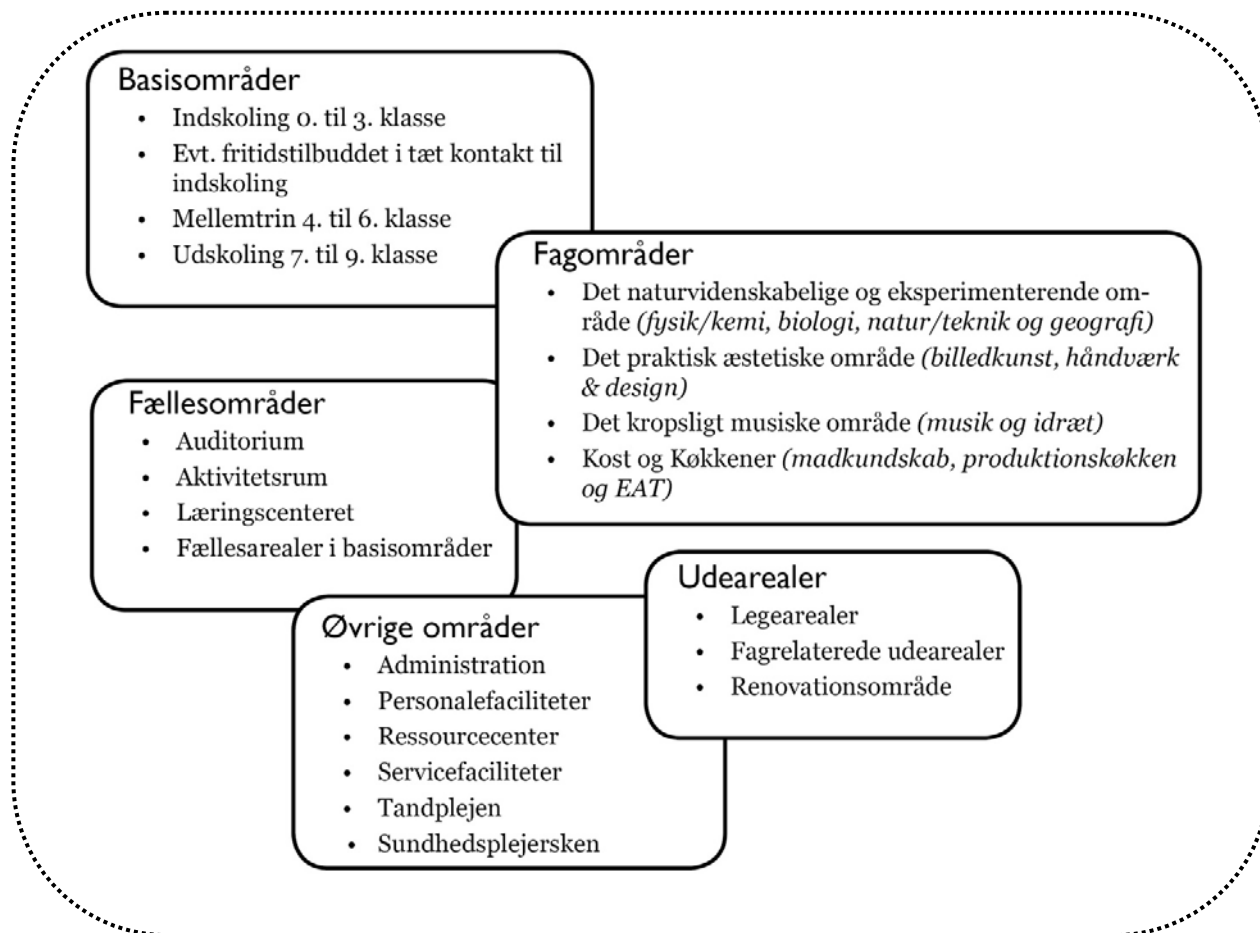 Basisområder
• Indskoling 0. til 3. klasse
• Evt. fritidstilbuddet i tæt kontakt til
indskoling
• Mellemtrin 4. til 6. klasse
• Udskoling 7. til 9. klasse
Fagområder
• Det naturvidenskabelige og eksperimenterende om-
råde (fysik/kemi, biologi, natur/teknik og geografi)
• Det praktisk æstetiske område (billedkunst, håndværk
& design)
• Det kropsligt musiske område (musik og idræt)
• Kost og Køkkener (madkundskab, produktionskøkken
og EAT)
Fællesområder
• Auditorium
• Aktivitetsrum
• Læringscenteret
• Fællesarealer i basisområder
Udearealer
• Legearealer
• Fagrelaterede udearealer
• Renovationsområde
Øvrige områder
• Administration
• Personalefaciliteter
• Ressourcecenter
• Servicefaciliteter
• Tandplejen
• Sundhedsplejersken